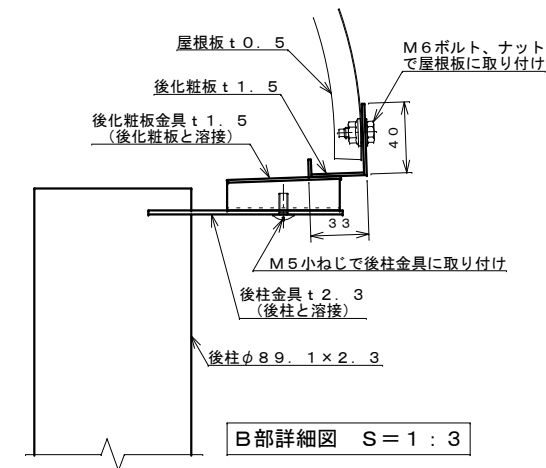 屋根板ｔ０．５
Ｍ６ボルト、ナット
で屋根板に取り付け
後化粧板ｔ１．５
後化粧板金具ｔ１．５
（後化粧板と溶接）
４０
３３
Ｍ５小ねじで後柱金具に取り付け
後柱金具ｔ２．３
（後柱と溶接）
後柱φ８９．１×２．３
Ｂ部詳細図　Ｓ＝１：３